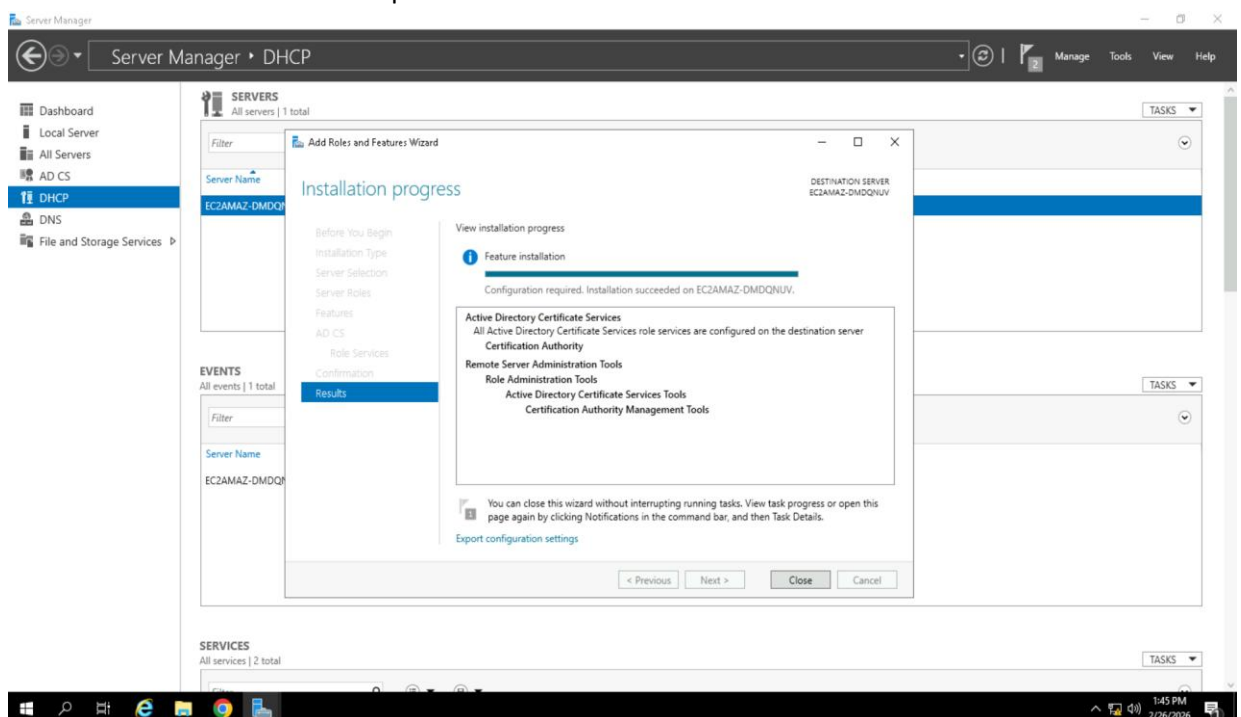 Server Manager
Server Manager ‣ DHCP
2
Manage Tools View Help
Dashboard
Local Server
All Servers
AD CS
DHCP
DNS
File and Storage Services
SERVERS
All servers | 1 total
TASKS
Filter
Server Name
Add Roles and Features Wizard
Installation progress
DESTINATION SERVER
EC2AMAZ-DMDQNUV
Before You Begin
Installation Type
Server Selection
Server Roles
Features
AD CS
Role Services
Confirmation
Results
View installation progress
Feature installation
Configuration required. Installation succeeded on EC2AMAZ-DMDQNUV.
Active Directory Certificate Services
All Active Directory Certificate Services role services are configured on the destination server
Certification Authority
Remote Server Administration Tools
Role Administration Tools
Active Directory Certificate Services Tools
Certification Authority Management Tools
1
You can close this wizard without interrupting running tasks. View task progress or open this
page again by clicking Notifications in the command bar, and then Task Details.
Export configuration settings
< Previous Next > Close Cancel
EVENTS
All events | 1 total
TASKS
Filter
Server Name
SERVICES
All services | 2 total
TASKS
1:45 PM
2/26/2026